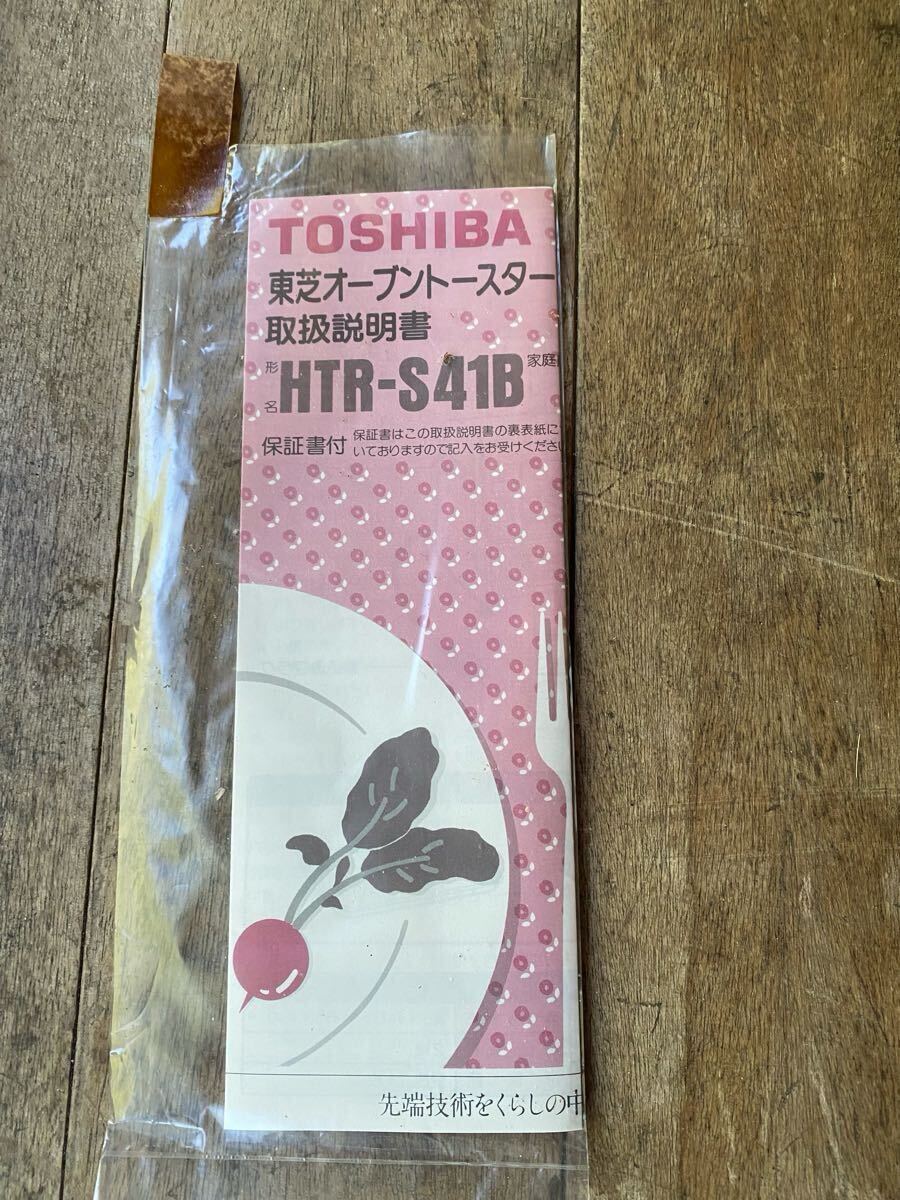 TOSHIBA
東芝オーブントースター
取扱説明書
形名 HTR-S41B 家庭
保証書付 保証書はこの取扱説明書の裏表紙に
いておりますので記入をお受けくださ
先端技術をくらしの中